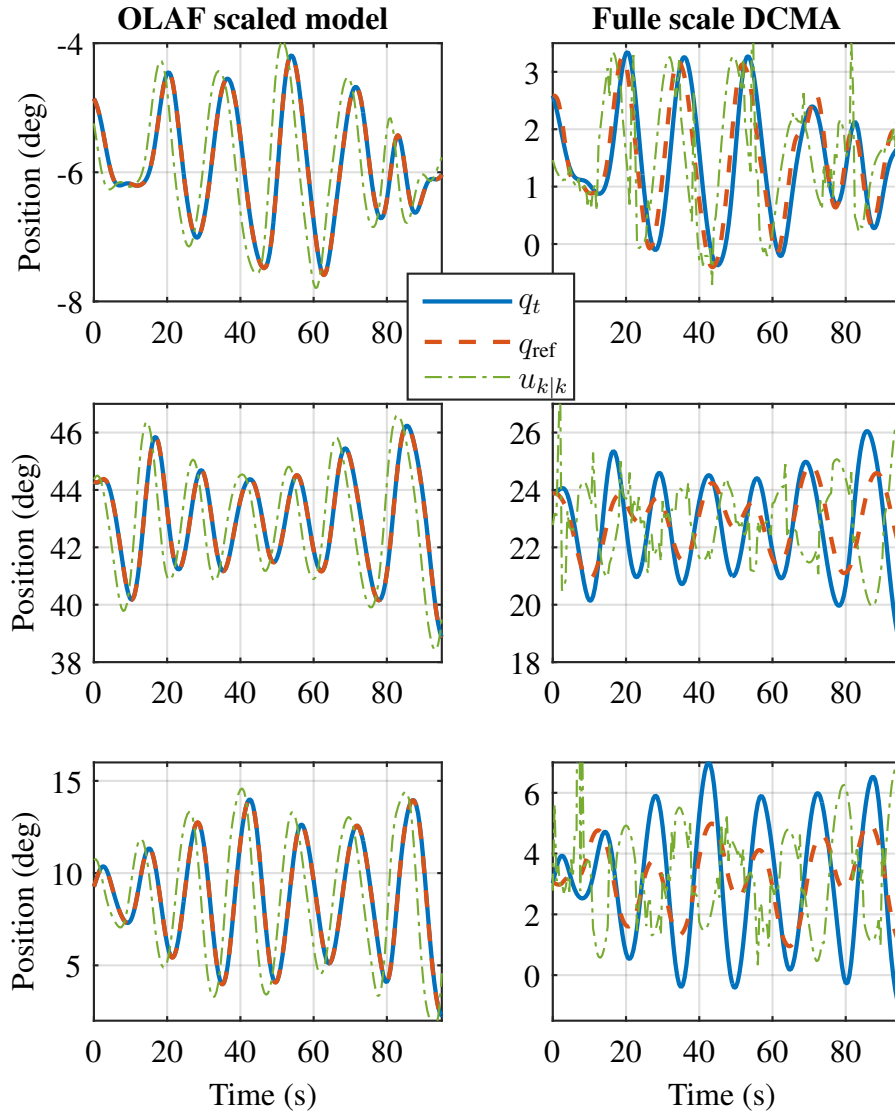 OLAF scaled model Fulle scale DCMA
Position (deg)
-4
-6
-8
0 20 40 60 80
3
2
1
0
20 40 60 80
q_t
q_ref
u_{k|k}
Position (deg)
46
44
42
40
38
0 20 40 60 80
26
24
22
20
18
0 20 40 60 80
Position (deg)
15
10
5
0 20 40 60 80
Time (s)
6
4
2
0
0 20 40 60 80
Time (s)